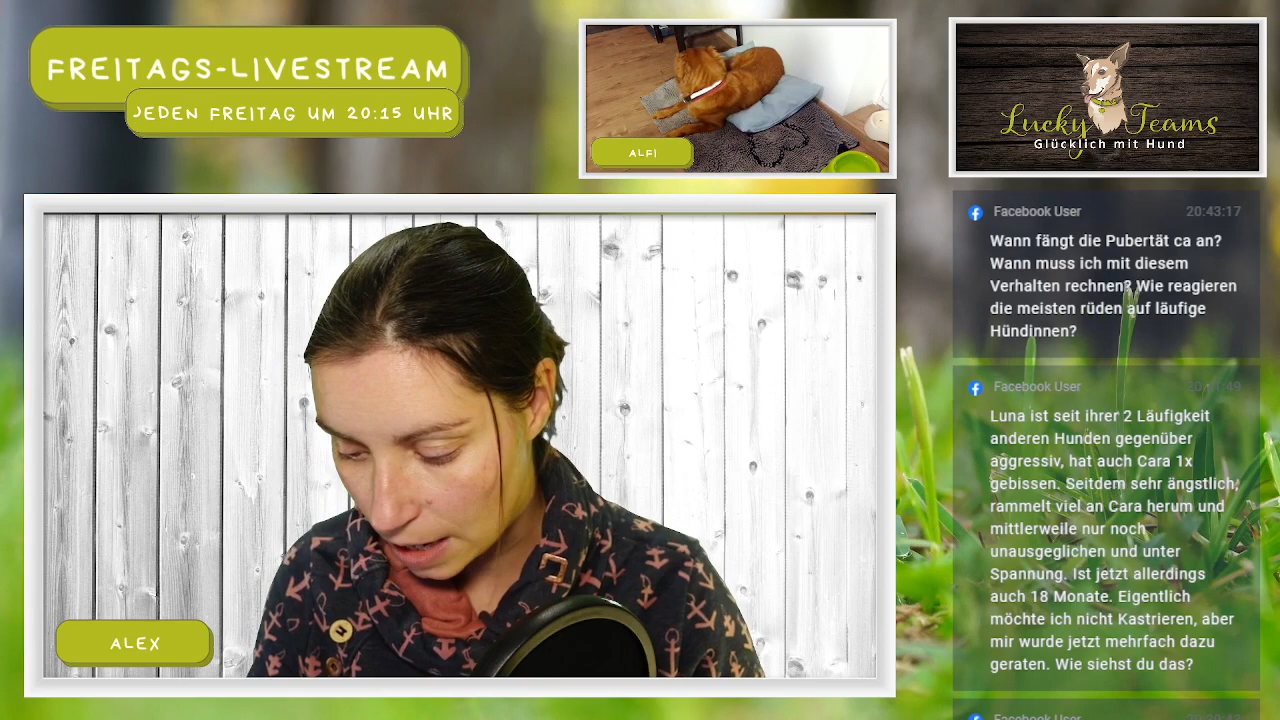 FREITAGS-LIVESTREAM
JEDEN FREITAG UM 20:15 UHR
ALFI
Lucky Teams
Glücklich mit Hund
Facebook User 20:43:17
Wann fängt die Pubertät ca an?
Wann muss ich mit diesem
Verhalten rechnen? Wie reagieren
die meisten rüden auf läufige
Hündinnen?
Facebook User
Luna ist seit ihrer 2 Läufigkeit
anderen Hunden gegenüber
aggressiv, hat auch Cara 1x
gebissen. Seitdem sehr ängstlich,
rammelt viel an Cara herum und
mittlerweile nur noch
unausgeglichen und unter
Spannung. Ist jetzt allerdings
auch 18 Monate. Eigentlich
möchte ich nicht Kastrieren, aber
mir wurde jetzt mehrfach dazu
geraten. Wie siehst du das?
Facebook User
ALEX